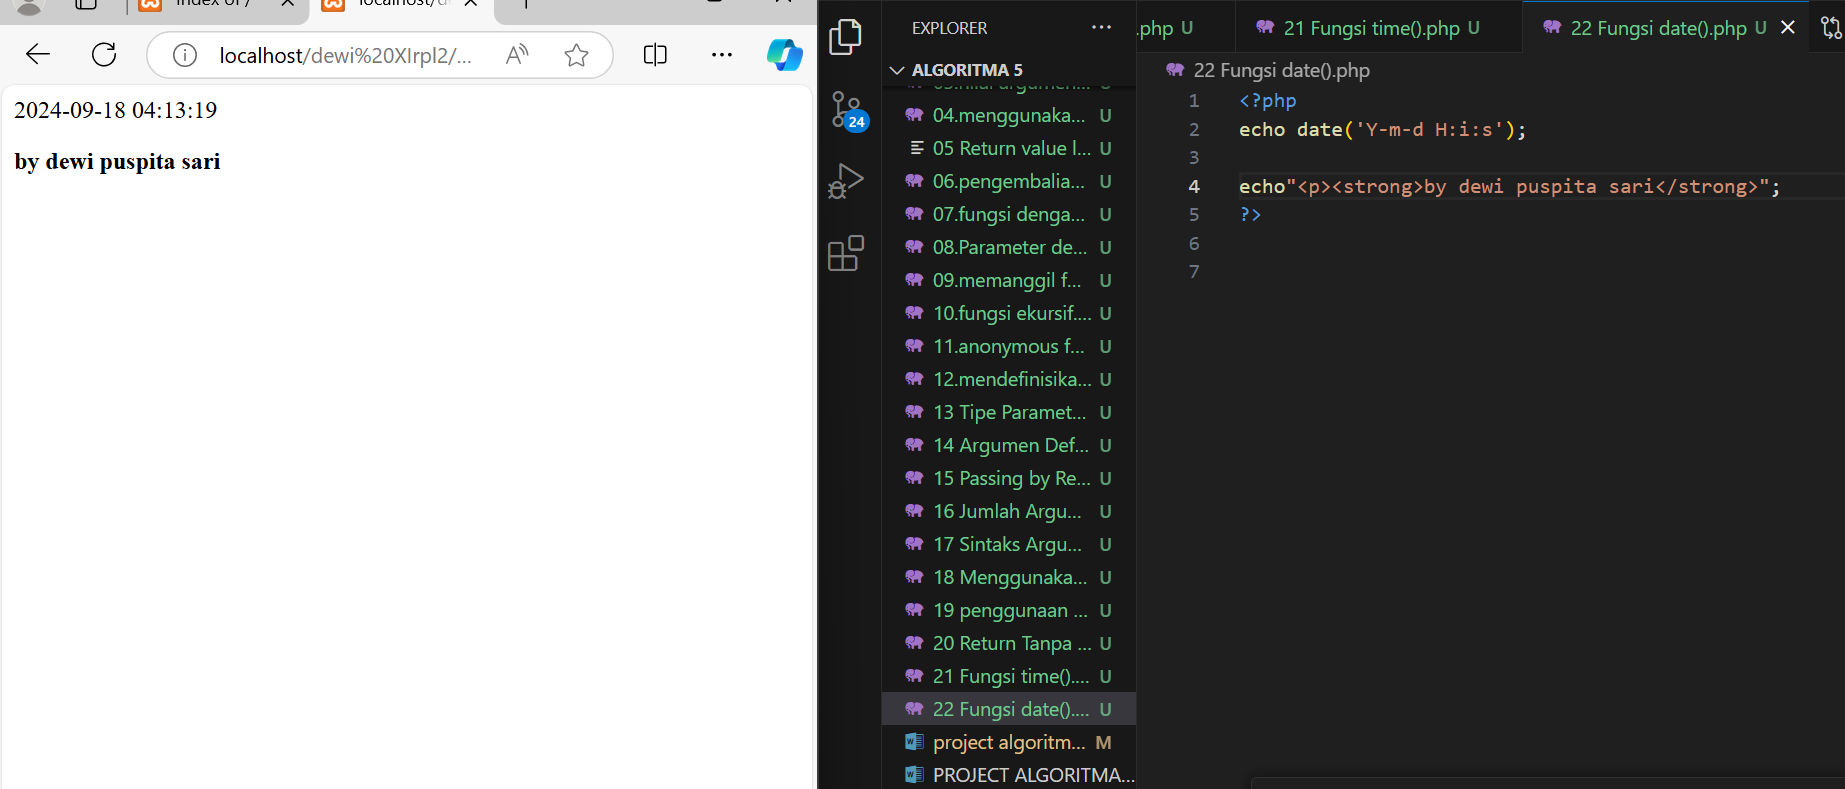 localhost/dewi%20XIrpl2/...
2024-09-18 04:13:19
by dewi puspita sari
24
EXPLORER
ALGORITMA 5
04.menggunaka... U
05 Return value l... U
06.pengembalia... U
07.fungsi denga... U
08.Parameter de... U
09.memanggil f... U
10.fungsi ekursif.... U
11.anonymous f... U
12.mendefinisika... U
13 Tipe Paramet... U
14 Argumen Def... U
15 Passing by Re... U
16 Jumlah Argu... U
17 Sintaks Argu... U
18 Menggunaka... U
19 penggunaan ... U
20 Return Tanpa ... U
21 Fungsi time().... U
22 Fungsi date().... U
project algoritm... M
PROJECT ALGORITMA...
.php U
21 Fungsi time().php U
22 Fungsi date().php U
22 Fungsi date().php
1 <?php
2 echo date('Y-m-d H:i:s');
3
4 echo"<p><strong>by dewi puspita sari</strong>";
5 ?>
6
7